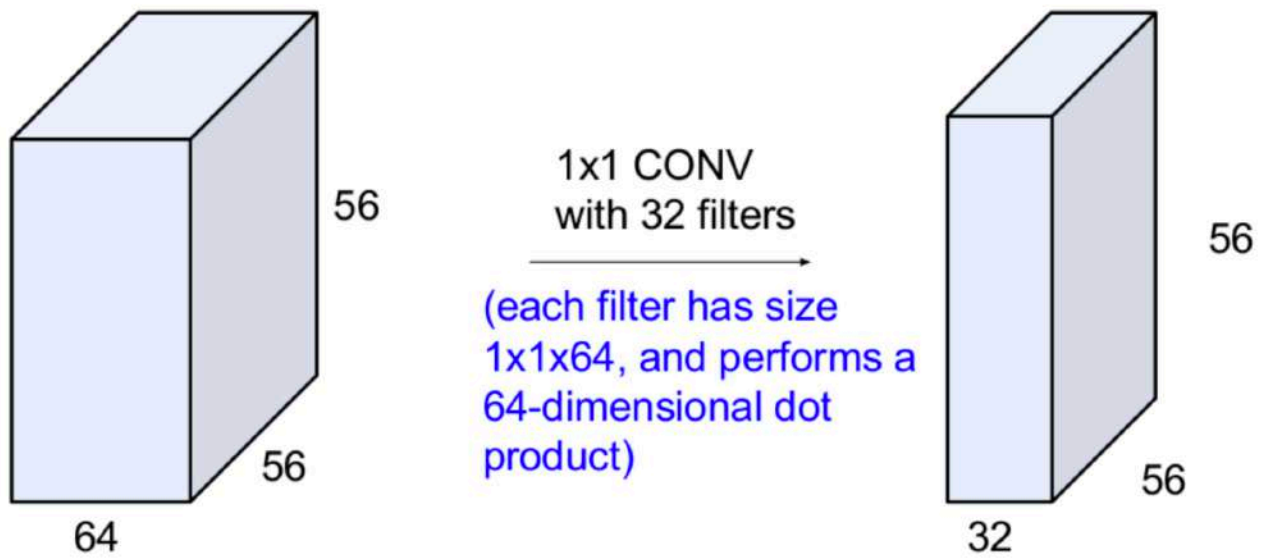 56
56
64
1x1 CONV
with 32 filters
(each filter has size
1x1x64, and performs a
64-dimensional dot
product)
56
56
32